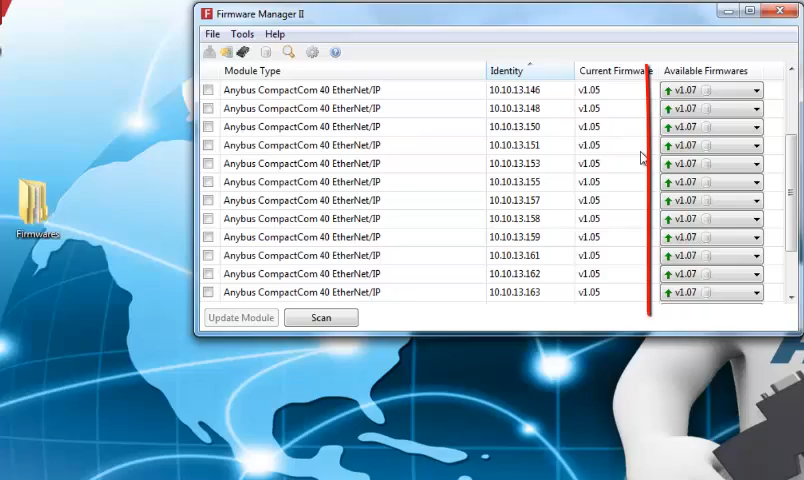 Firmware Manager II
File Tools Help
Module Type Identity Current Firmware Available Firmwares
Anybus CompactCom 40 EtherNet/IP 10.10.13.146 v1.05 v1.07
Anybus CompactCom 40 EtherNet/IP 10.10.13.148 v1.05 v1.07
Anybus CompactCom 40 EtherNet/IP 10.10.13.150 v1.05 v1.07
Anybus CompactCom 40 EtherNet/IP 10.10.13.151 v1.05 v1.07
Anybus CompactCom 40 EtherNet/IP 10.10.13.153 v1.05 v1.07
Anybus CompactCom 40 EtherNet/IP 10.10.13.155 v1.05 v1.07
Anybus CompactCom 40 EtherNet/IP 10.10.13.157 v1.05 v1.07
Anybus CompactCom 40 EtherNet/IP 10.10.13.158 v1.05 v1.07
Anybus CompactCom 40 EtherNet/IP 10.10.13.159 v1.05 v1.07
Anybus CompactCom 40 EtherNet/IP 10.10.13.161 v1.05 v1.07
Anybus CompactCom 40 EtherNet/IP 10.10.13.162 v1.05 v1.07
Anybus CompactCom 40 EtherNet/IP 10.10.13.163 v1.05 v1.07
Update Module Scan
Firmwares